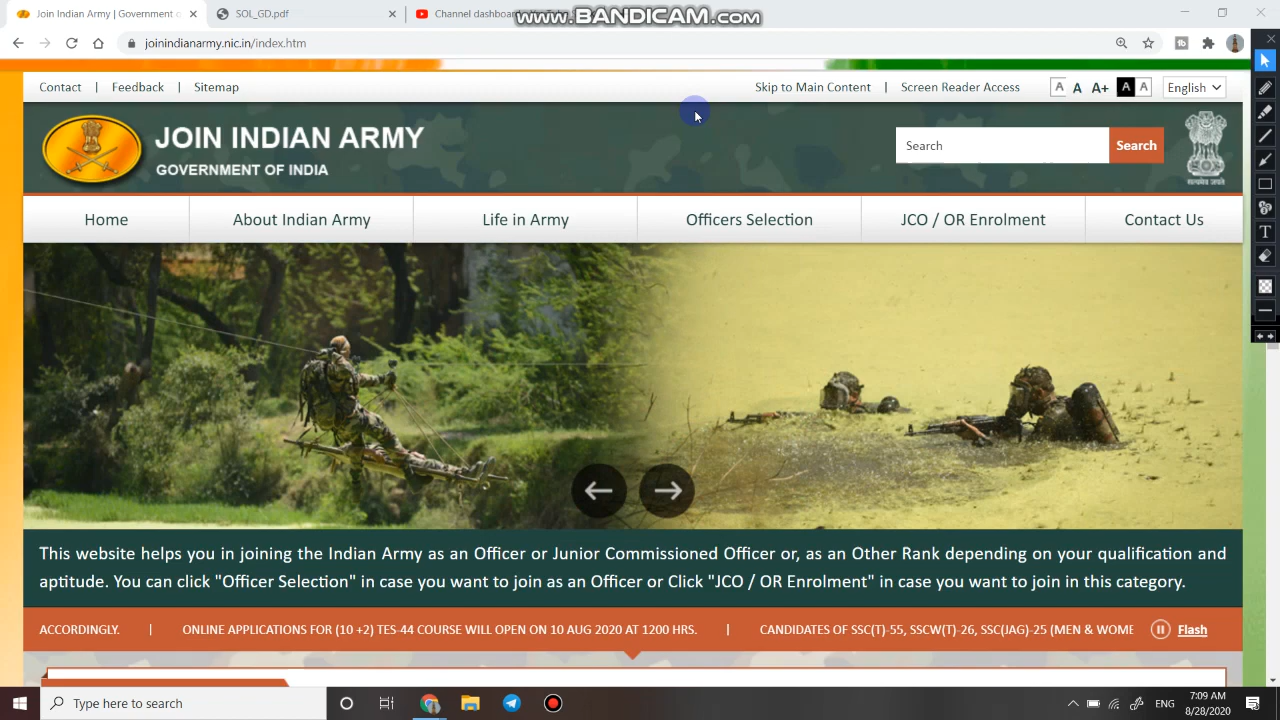 Join Indian Army | Government o
SOL_GD.pdf
Channel dashboard
www.BANDICAM.com
joinindianarmy.nic.in/index.htm
Contact | Feedback | Sitemap
Skip to Main Content | Screen Reader Access
A A A+ A A
English
JOIN INDIAN ARMY
GOVERNMENT OF INDIA
Search
Search
सत्यमेव जयते
Home
About Indian Army
Life in Army
Officers Selection
JCO / OR Enrolment
Contact Us
This website helps you in joining the Indian Army as an Officer or Junior Commissioned Officer or, as an Other Rank depending on your qualification and
aptitude. You can click "Officer Selection" in case you want to join as an Officer or Click "JCO / OR Enrolment" in case you want to join in this category.
ACCORDINGLY. | ONLINE APPLICATIONS FOR (10 +2) TES-44 COURSE WILL OPEN ON 10 AUG 2020 AT 1200 HRS. | CANDIDATES OF SSC(T)-55, SSCW(T)-26, SSC(JAG)-25 (MEN & WOME
Flash
Type here to search
ENG
7:09 AM
8/28/2020